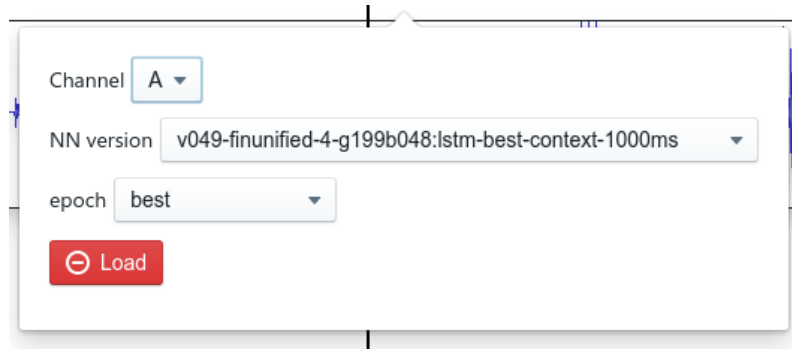 Channel A
NN version v049-finunified-4-g199b048:lstm-best-context-1000ms
epoch best
Load